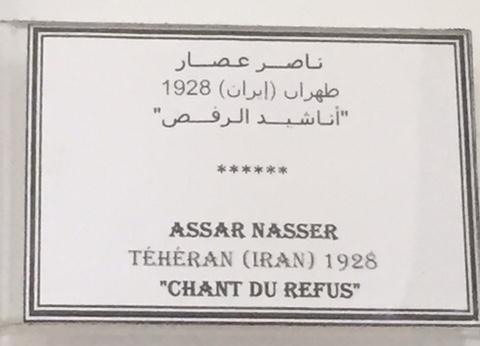 ناصر عصار
طهران (إيران) 1928
"أناشيد الرفض"
******
ASSAR NASSER
TÉHÉRAN (IRAN) 1928
"CHANT DU REFUS"